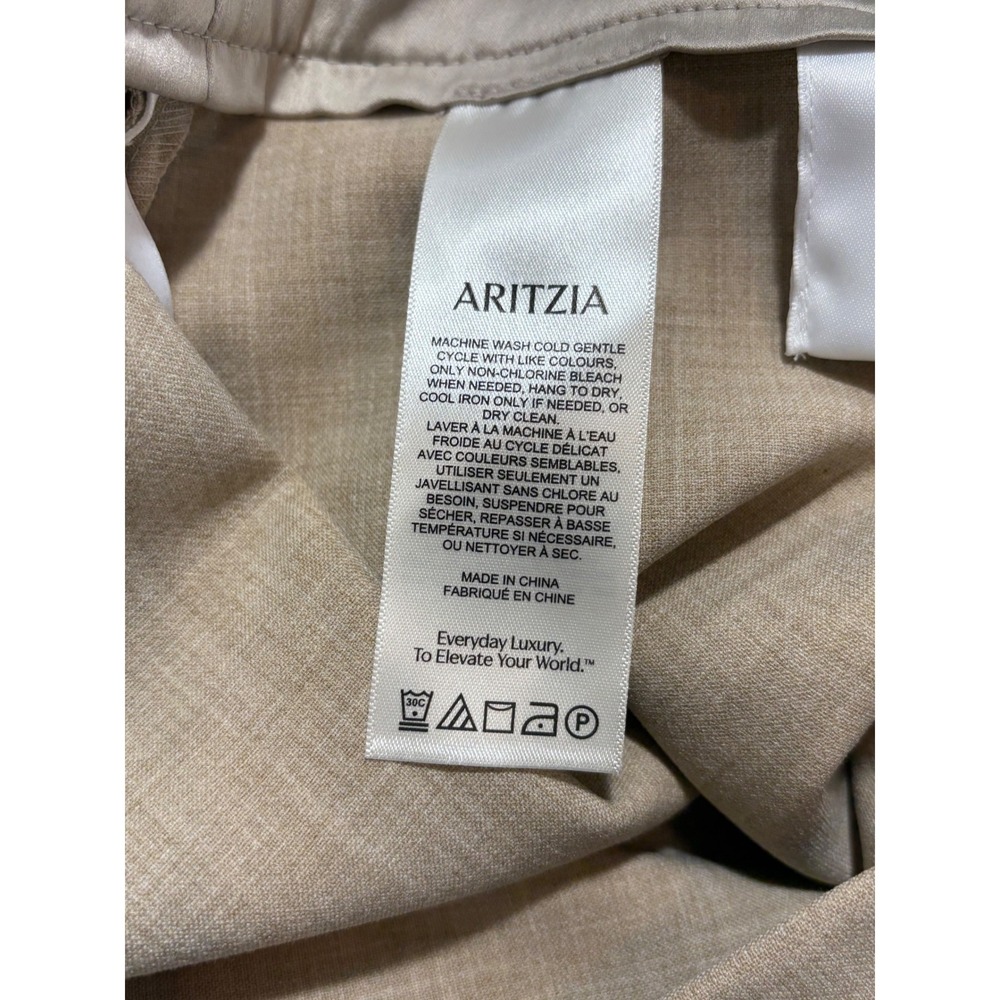 ARITZIA
MACHINE WASH COLD GENTLE
CYCLE WITH LIKE COLOURS,
ONLY NON-CHLORINE BLEACH
WHEN NEEDED, HANG TO DRY,
COOL IRON ONLY IF NEEDED, OR
DRY CLEAN.
LAVER À LA MACHINE À L'EAU
FROIDE AU CYCLE DÉLICAT
AVEC COULEURS SEMBLABLES,
UTILISER SEULEMENT UN
JAVELLISANT SANS CHLORE AU
BESOIN, SUSPENDRE POUR
SÉCHER, REPASSER À BASSE
TEMPÉRATURE SI NÉCESSAIRE,
OU NETTOYER À SEC.
MADE IN CHINA
FABRIQUÉ EN CHINE
Everyday Luxury.
To Elevate Your World.™
30C P